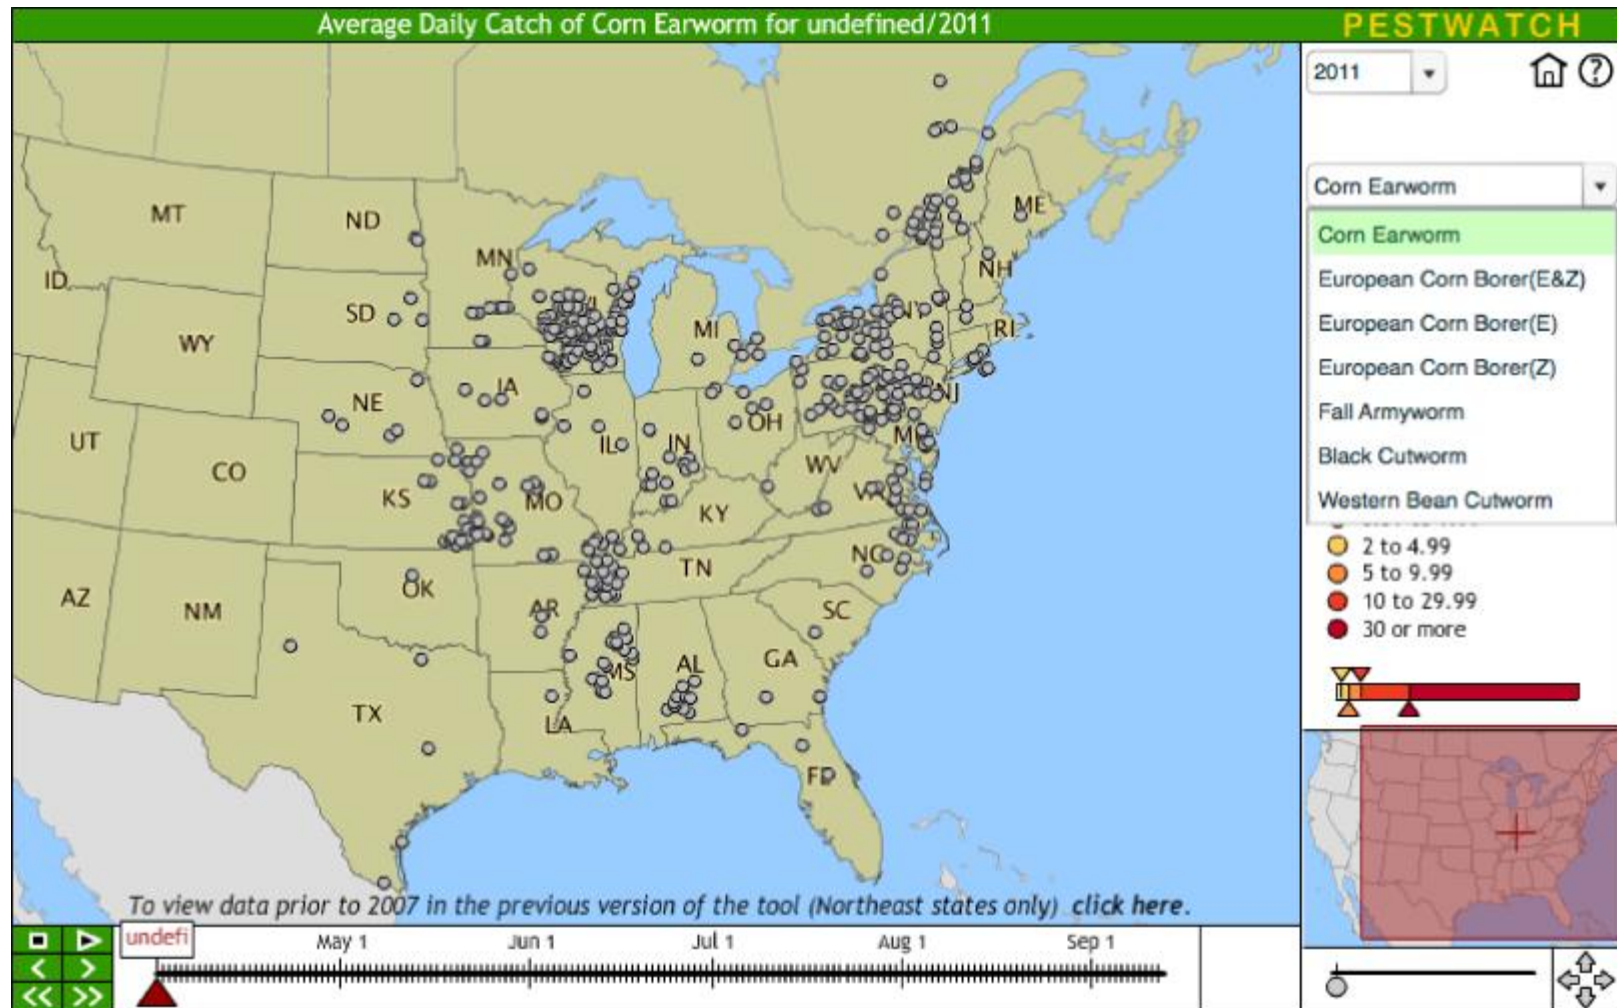 Average Daily Catch of Corn Earworm for undefined/2011
PESTWATCH
2011
Corn Earworm
Corn Earworm
European Corn Borer(E&Z)
European Corn Borer(E)
European Corn Borer(Z)
Fall Armyworm
Black Cutworm
Western Bean Cutworm
2 to 4.99
5 to 9.99
10 to 29.99
30 or more
MT
ND
MN
ME
ID
SD
WY
MI
NH
RI
NE
IA
NJ
OH
UT
CO
IL
IN
WV
KS
MO
KY
VA
AZ
NM
OK
TN
NC
AR
SC
MS
AL
GA
TX
LA
FL
To view data prior to 2007 in the previous version of the tool (Northeast states only) click here.
undefi
May 1
Jun 1
Jul 1
Aug 1
Sep 1